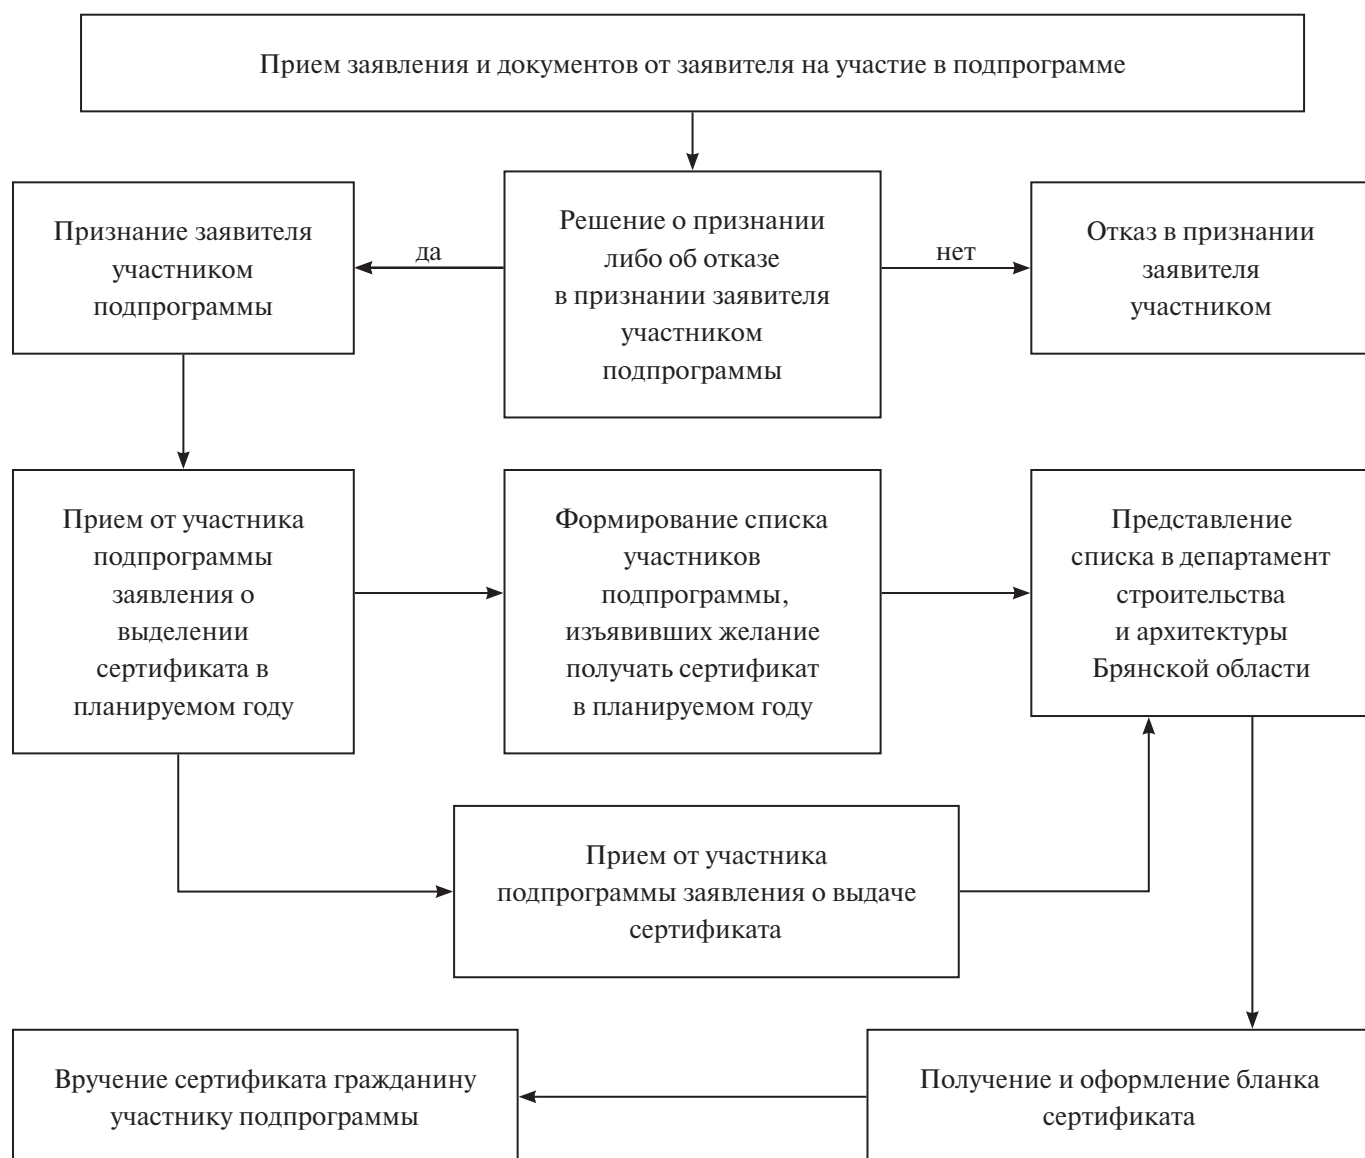 Прием заявления и документов от заявителя на участие в подпрограмме
Признание заявителя
участником
подпрограммы
да
Решение о признании
либо об отказе
в признании заявителя
участником
подпрограммы
нет
Отказ в признании
заявителя
участником
Прием от участника
подпрограммы
заявления о
выделении
сертификата в
планируемом году
Формирование списка
участников
подпрограммы,
изъявивших желание
получать сертификат
в планируемом году
Представление
списка в департамент
строительства
и архитектуры
Брянской области
Прием от участника
подпрограммы заявления о выдаче
сертификата
Вручение сертификата гражданину
участнику подпрограммы
Получение и оформление бланка
сертификата